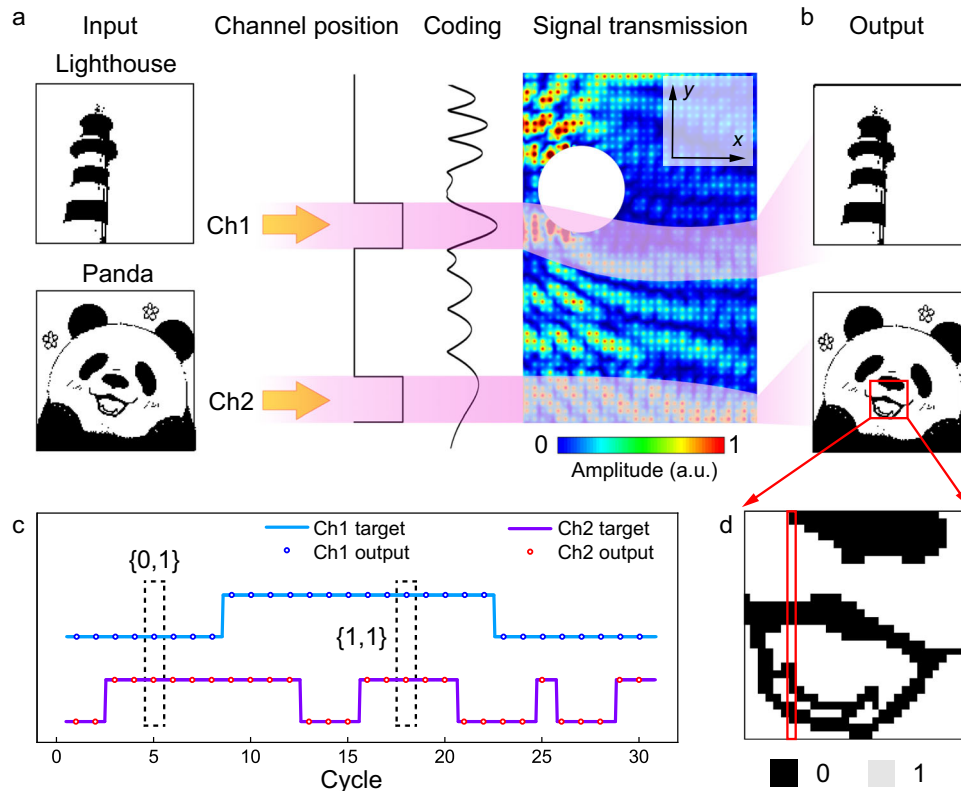 a Input Channel position Coding Signal transmission b Output
Lighthouse
y
x
Ch1
Panda
Ch2
0 1
Amplitude (a.u.)
c
Ch1 target Ch2 target
Ch1 output Ch2 output
{0,1}
{1,1}
0 5 10 15 20 25 30
Cycle
d
0 1